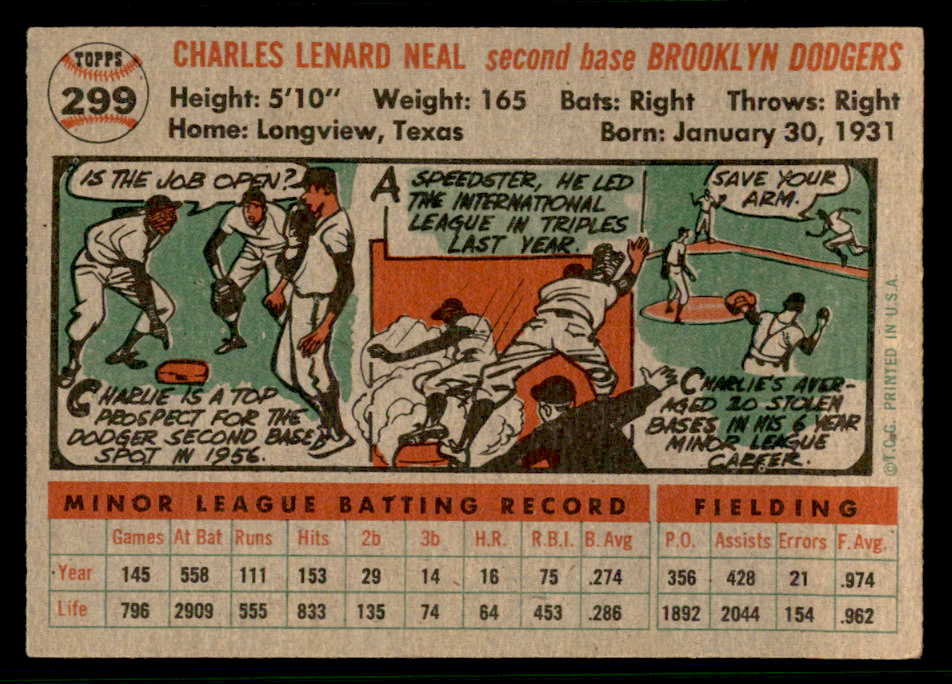 TOPPS
299
CHARLES LENARD NEAL second base BROOKLYN DODGERS
Height: 5'10" Weight: 165 Bats: Right Throws: Right
Home: Longview, Texas Born: January 30, 1931
IS THE JOB OPEN?
CHARLIE IS A TOP
PROSPECT FOR THE
DODGER SECOND BASE
SPOT IN 1956.
A SPEEDSTER, HE LED
THE INTERNATIONAL
LEAGUE IN TRIPLES
LAST YEAR.
SAVE YOUR
ARM.
CHARLIE'S AVER-
AGED 20 STOLEN
BASES IN HIS 6 YEAR
MINOR LEAGUE
CAREER.
©T.C.G. PRINTED IN U.S.A.
MINOR LEAGUE BATTING RECORD FIELDING
Games At Bat Runs Hits 2b 3b H.R. R.B.I. B. Avg P.O. Assists Errors F. Avg.
Year 145 558 111 153 29 14 16 75 .274 356 428 21 .974
Life 796 2909 555 833 135 74 64 453 .286 1892 2044 154 .962